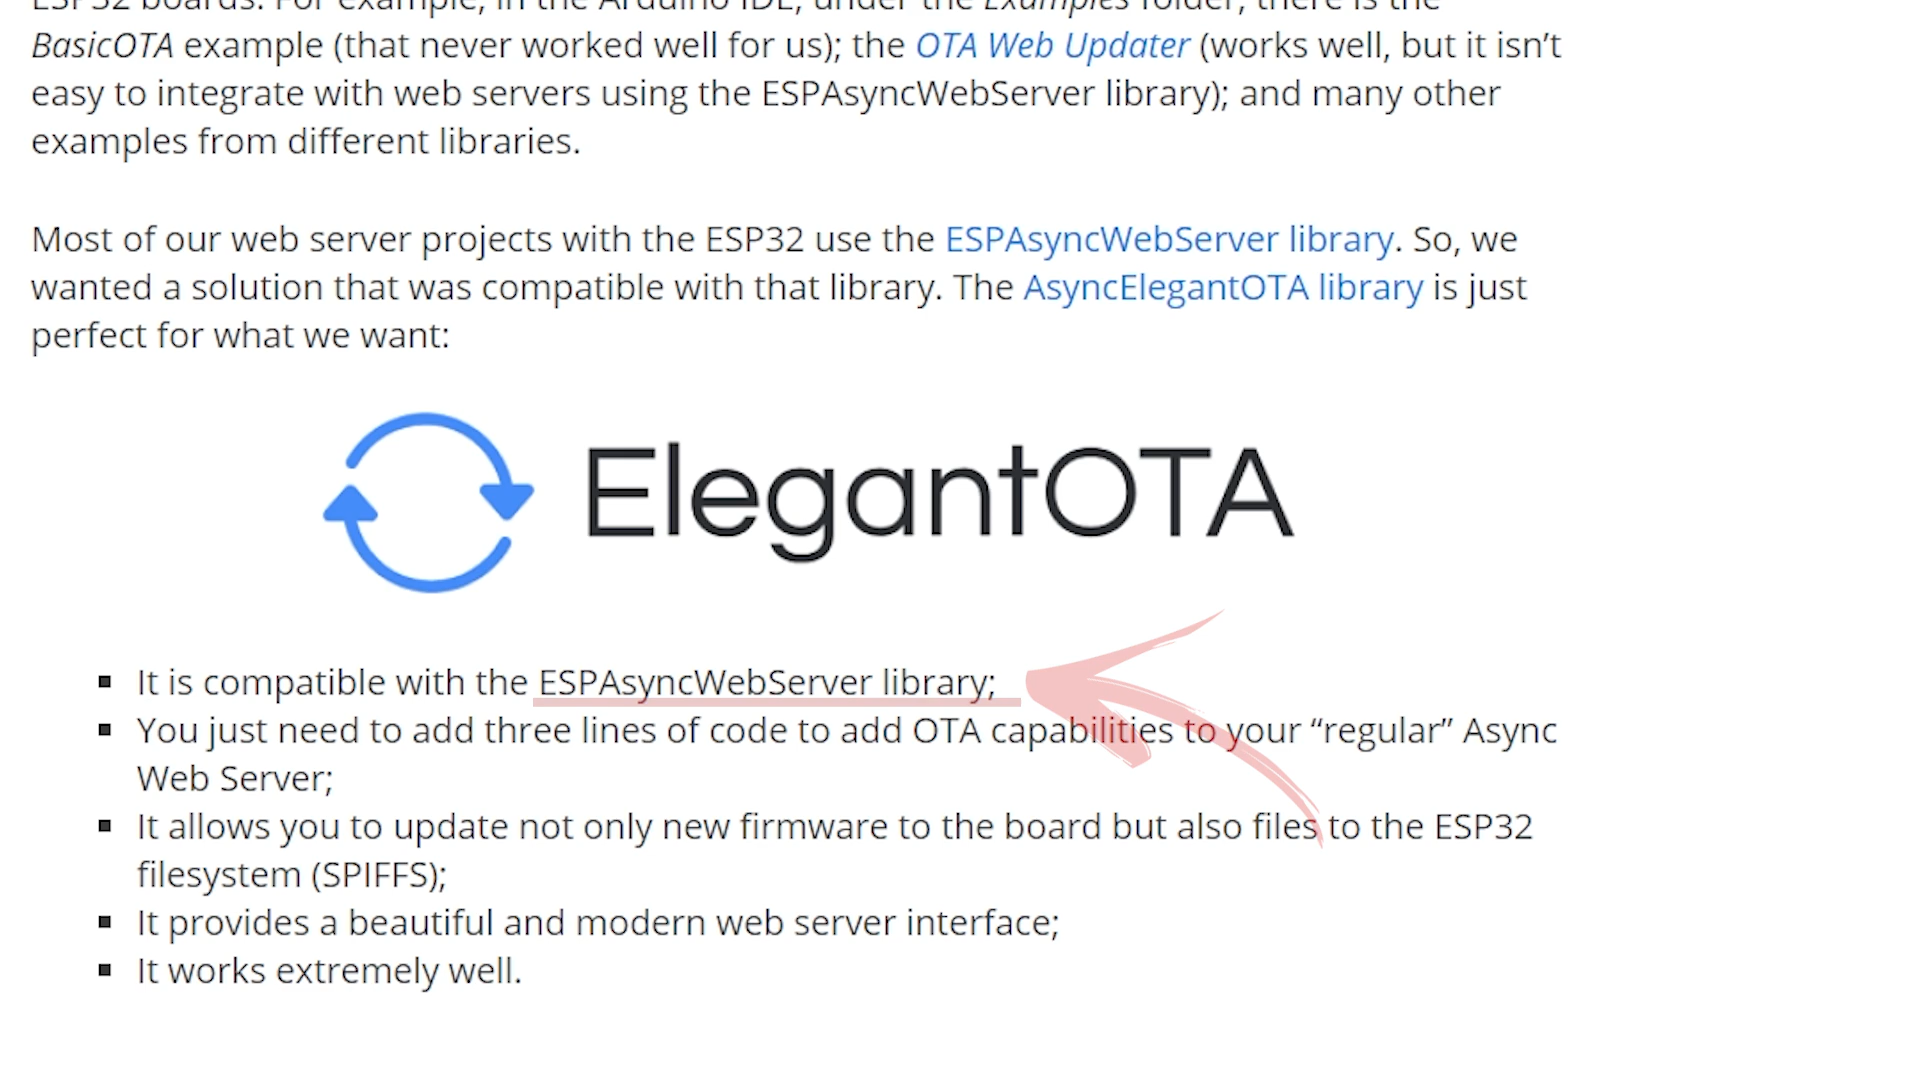 ESP32 boards. For example, in the Arduino IDE, under the Examples folder, there is the
BasicOTA example (that never worked well for us); the OTA Web Updater (works well, but it isn’t
easy to integrate with web servers using the ESPAsyncWebServer library); and many other
examples from different libraries.
Most of our web server projects with the ESP32 use the ESPAsyncWebServer library. So, we
wanted a solution that was compatible with that library. The AsyncElegantOTA library is just
perfect for what we want:
ElegantOTA
▪ It is compatible with the ESPAsyncWebServer library;
▪ You just need to add three lines of code to add OTA capabilities to your “regular” Async
Web Server;
▪ It allows you to update not only new firmware to the board but also files to the ESP32
filesystem (SPIFFS);
▪ It provides a beautiful and modern web server interface;
▪ It works extremely well.